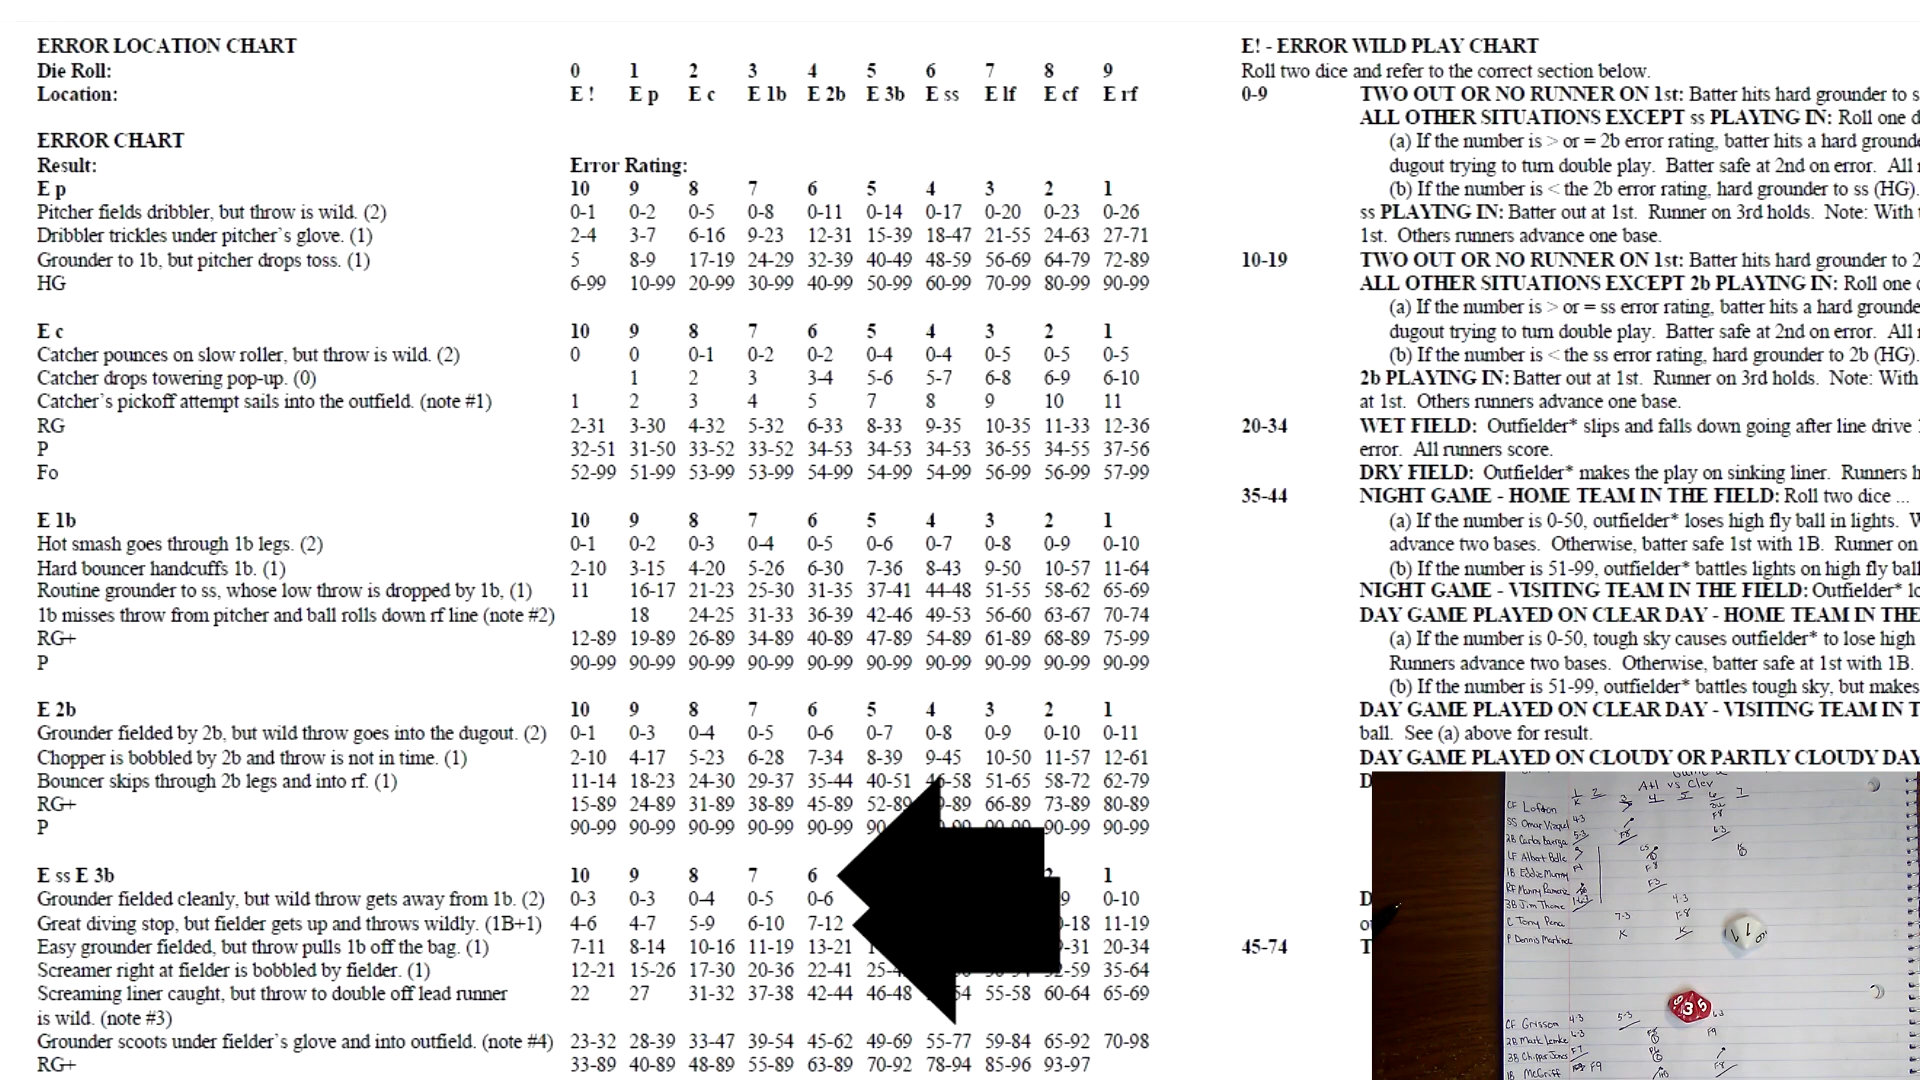 ERROR LOCATION CHART
Die Roll: 0 1 2 3 4 5 6 7 8 9
Location: E ! E p E c E 1b E 2b E 3b E ss E lf E cf E rf
ERROR CHART
Result: Error Rating:
E p 10 9 8 7 6 5 4 3 2 1
Pitcher fields dribbler, but throw is wild. (2) 0-1 0-2 0-5 0-8 0-11 0-14 0-17 0-20 0-23 0-26
Dribbler trickles under pitcher's glove. (1) 2-4 3-7 6-16 9-23 12-31 15-39 18-47 21-55 24-63 27-71
Grounder to 1b, but pitcher drops toss. (1) 5 8-9 17-19 24-29 32-39 40-49 48-59 56-69 64-79 72-89
HG 6-99 10-99 20-99 30-99 40-99 50-99 60-99 70-99 80-99 90-99
E c 10 9 8 7 6 5 4 3 2 1
Catcher pounces on slow roller, but throw is wild. (2) 0 0 0-1 0-2 0-2 0-4 0-4 0-5 0-5 0-5
Catcher drops towering pop-up. (0) 1 2 3 3-4 5-6 5-7 6-8 6-9 6-10
Catcher's pickoff attempt sails into the outfield. (note #1) 1 2 3 4 5 7 8 9 10 11
RG 2-31 3-30 4-32 5-32 6-33 8-33 9-35 10-35 11-33 12-36
P 32-51 31-50 33-52 33-52 34-53 34-53 34-53 36-55 34-55 37-56
Fo 52-99 51-99 53-99 53-99 54-99 54-99 54-99 56-99 56-99 57-99
E 1b 10 9 8 7 6 5 4 3 2 1
Hot smash goes through 1b legs. (2) 0-1 0-2 0-3 0-4 0-5 0-6 0-7 0-8 0-9 0-10
Hard bouncer handcuffs 1b. (1) 2-10 3-15 4-20 5-26 6-30 7-36 8-43 9-50 10-57 11-64
Routine grounder to ss, whose low throw is dropped by 1b, (1) 11 16-17 21-23 25-30 31-35 37-41 44-48 51-55 58-62 65-69
1b misses throw from pitcher and ball rolls down rf line (note #2) 18 24-25 31-33 36-39 42-46 49-53 56-60 63-67 70-74
RG+ 12-89 19-89 26-89 34-89 40-89 47-89 54-89 61-89 68-89 75-99
P 90-99 90-99 90-99 90-99 90-99 90-99 90-99 90-99 90-99 90-99
E 2b 10 9 8 7 6 5 4 3 2 1
Grounder fielded by 2b, but wild throw goes into the dugout. (2) 0-1 0-3 0-4 0-5 0-6 0-7 0-8 0-9 0-10 0-11
Chopper is bobbled by 2b and throw is not in time. (1) 2-10 4-17 5-23 6-28 7-34 8-39 9-45 10-50 11-57 12-61
Bouncer skips through 2b legs and into rf. (1) 11-14 18-23 24-30 29-37 35-44 40-51 46-58 51-65 58-72 62-79
RG+ 15-89 24-89 31-89 38-89 45-89 52-89 66-89 73-89 80-89
P 90-99 90-99 90-99 90-99 90-99 90-99 90-99
E ss E 3b 10 9 8 7 6 1
Grounder fielded cleanly, but wild throw gets away from 1b. (2) 0-3 0-3 0-4 0-5 0-6 0-10
Great diving stop, but fielder gets up and throws wildly. (1B+1) 4-6 4-7 5-9 6-10 7-12 11-19
Easy grounder fielded, but throw pulls 1b off the bag. (1) 7-11 8-14 10-16 11-19 13-21 20-34
Screamer right at fielder is bobbled by fielder. (1) 12-21 15-26 17-30 20-36 22-41 35-64
Screaming liner caught, but throw to double off lead runner 22 27 31-32 37-38 42-44 46-48 55-58 60-64 65-69
is wild. (note #3)
Grounder scoots under fielder's glove and into outfield. (note #4) 23-32 28-39 33-47 39-54 45-62 49-69 55-77 59-84 65-92 70-98
RG+ 33-89 40-89 48-89 55-89 63-89 70-92 78-94 85-96 93-97
E! - ERROR WILD PLAY CHART
Roll two dice and refer to the correct section below.
0-9 TWO OUT OR NO RUNNER ON 1st: Batter hits hard grounder to s
ALL OTHER SITUATIONS EXCEPT ss PLAYING IN: Roll one d
(a) If the number is > or = 2b error rating, batter hits a hard grounde
dugout trying to turn double play. Batter safe at 2nd on error. All r
(b) If the number is < the 2b error rating, hard grounder to ss (HG).
ss PLAYING IN: Batter out at 1st. Runner on 3rd holds. Note: With t
1st. Others runners advance one base.
10-19 TWO OUT OR NO RUNNER ON 1st: Batter hits hard grounder to 2
ALL OTHER SITUATIONS EXCEPT 2b PLAYING IN: Roll one d
(a) If the number is > or = ss error rating, batter hits a hard grounde
dugout trying to turn double play. Batter safe at 2nd on error. All r
(b) If the number is < the ss error rating, hard grounder to 2b (HG).
2b PLAYING IN: Batter out at 1st. Runner on 3rd holds. Note: With
at 1st. Others runners advance one base.
20-34 WET FIELD: Outfielder* slips and falls down going after line drive
error. All runners score.
DRY FIELD: Outfielder* makes the play on sinking liner. Runners h
35-44 NIGHT GAME - HOME TEAM IN THE FIELD: Roll two dice ...
(a) If the number is 0-50, outfielder* loses high fly ball in lights. W
advance two bases. Otherwise, batter safe 1st with 1B. Runner on
(b) If the number is 51-99, outfielder* battles lights on high fly ball
NIGHT GAME - VISITING TEAM IN THE FIELD: Outfielder* lo
DAY GAME PLAYED ON CLEAR DAY - HOME TEAM IN THE
(a) If the number is 0-50, tough sky causes outfielder* to lose high
Runners advance two bases. Otherwise, batter safe at 1st with 1B.
(b) If the number is 51-99, outfielder* battles tough sky, but makes
DAY GAME PLAYED ON CLEAR DAY - VISITING TEAM IN T
ball. See (a) above for result.
DAY GAME PLAYED ON CLOUDY OR PARTLY CLOUDY DAY
45-74 T
Atl vs Clev
CF Lofton
SS Omar Vizquel 4-3
2B Carlos Baerga 5-3
LF Albert Belle
1B Eddie Murray
RF Manny Ramirez
3B Jim Thome
C Tony Pena
P Dennis Martinez
CF Grissom 4-3 5-3
2B Mark Lemke
3B Chipper Jones F7
1B McGriff F9